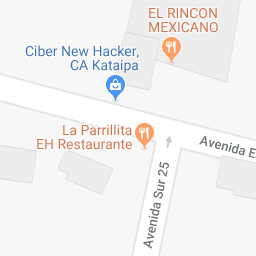 EL RINCON
MEXICANO
Ciber New Hacker,
CA Kataipa
La Parrillita
EH Restaurante
Avenida E
Avenida Sur 25